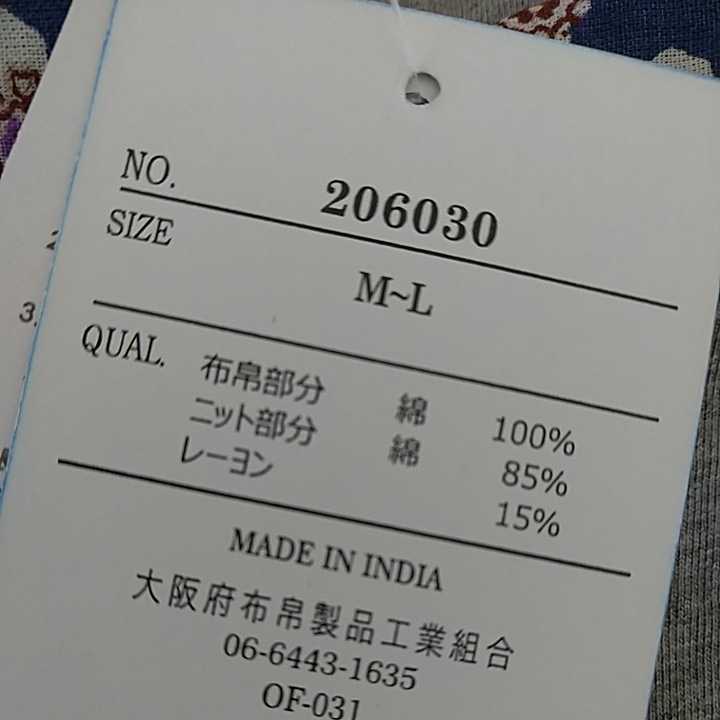 NO. 206030
SIZE
M~L
QUAL. 布帛部分 綿 100%
ニット部分 綿 85%
レーヨン 15%
MADE IN INDIA
大阪府布帛製品工業組合
06-6443-1635
OF-031
3.